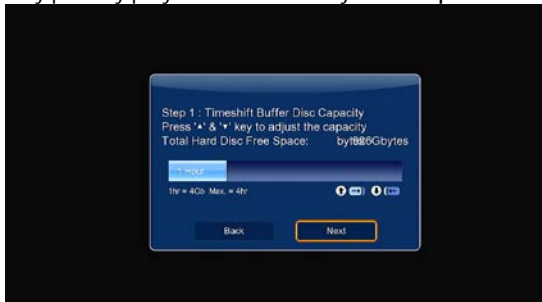 Step 1 : Timeshift Buffer Disc Capacity
Press '▲' & '▼' key to adjust the capacity
Total Hard Disc Free Space:
1 Hour
1hr = 4Gb Max. = 4hr
Back Next